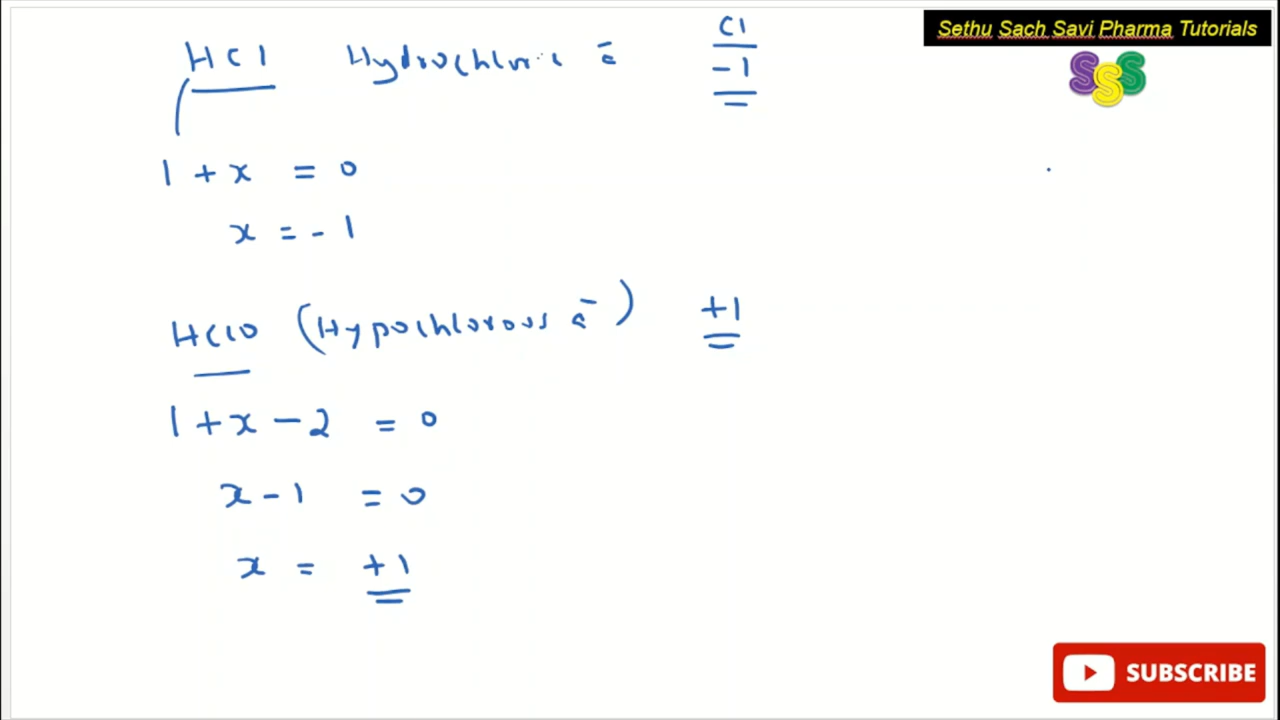 HCl Hydrochloric ā Cl
-1
Sethu Sach Savi Pharma Tutorials
SSS
1 + x = 0
x = - 1
HClO (Hypochlorous ā) +1
1 + x - 2 = 0
x - 1 = 0
x = +1
SUBSCRIBE